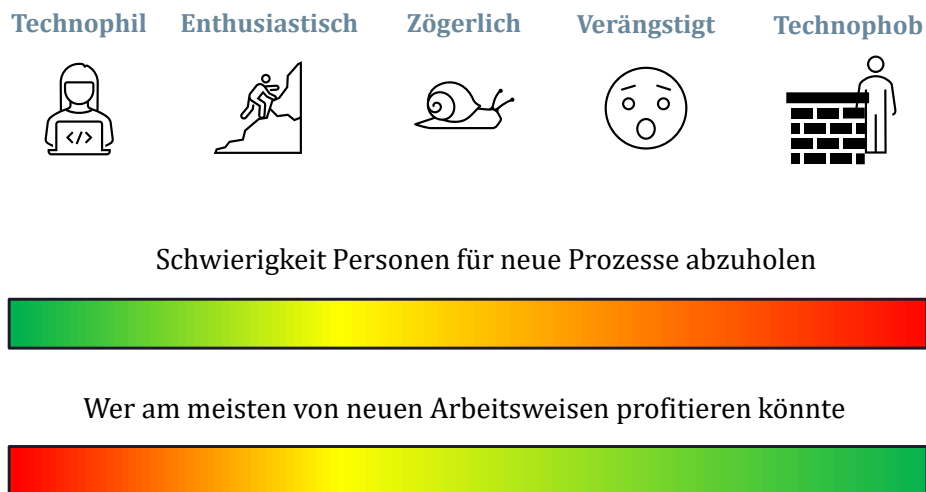 Technophil Enthusiastisch Zögerlich Verängstigt Technophob
</>
Schwierigkeit Personen für neue Prozesse abzuholen
Wer am meisten von neuen Arbeitsweisen profitieren könnte